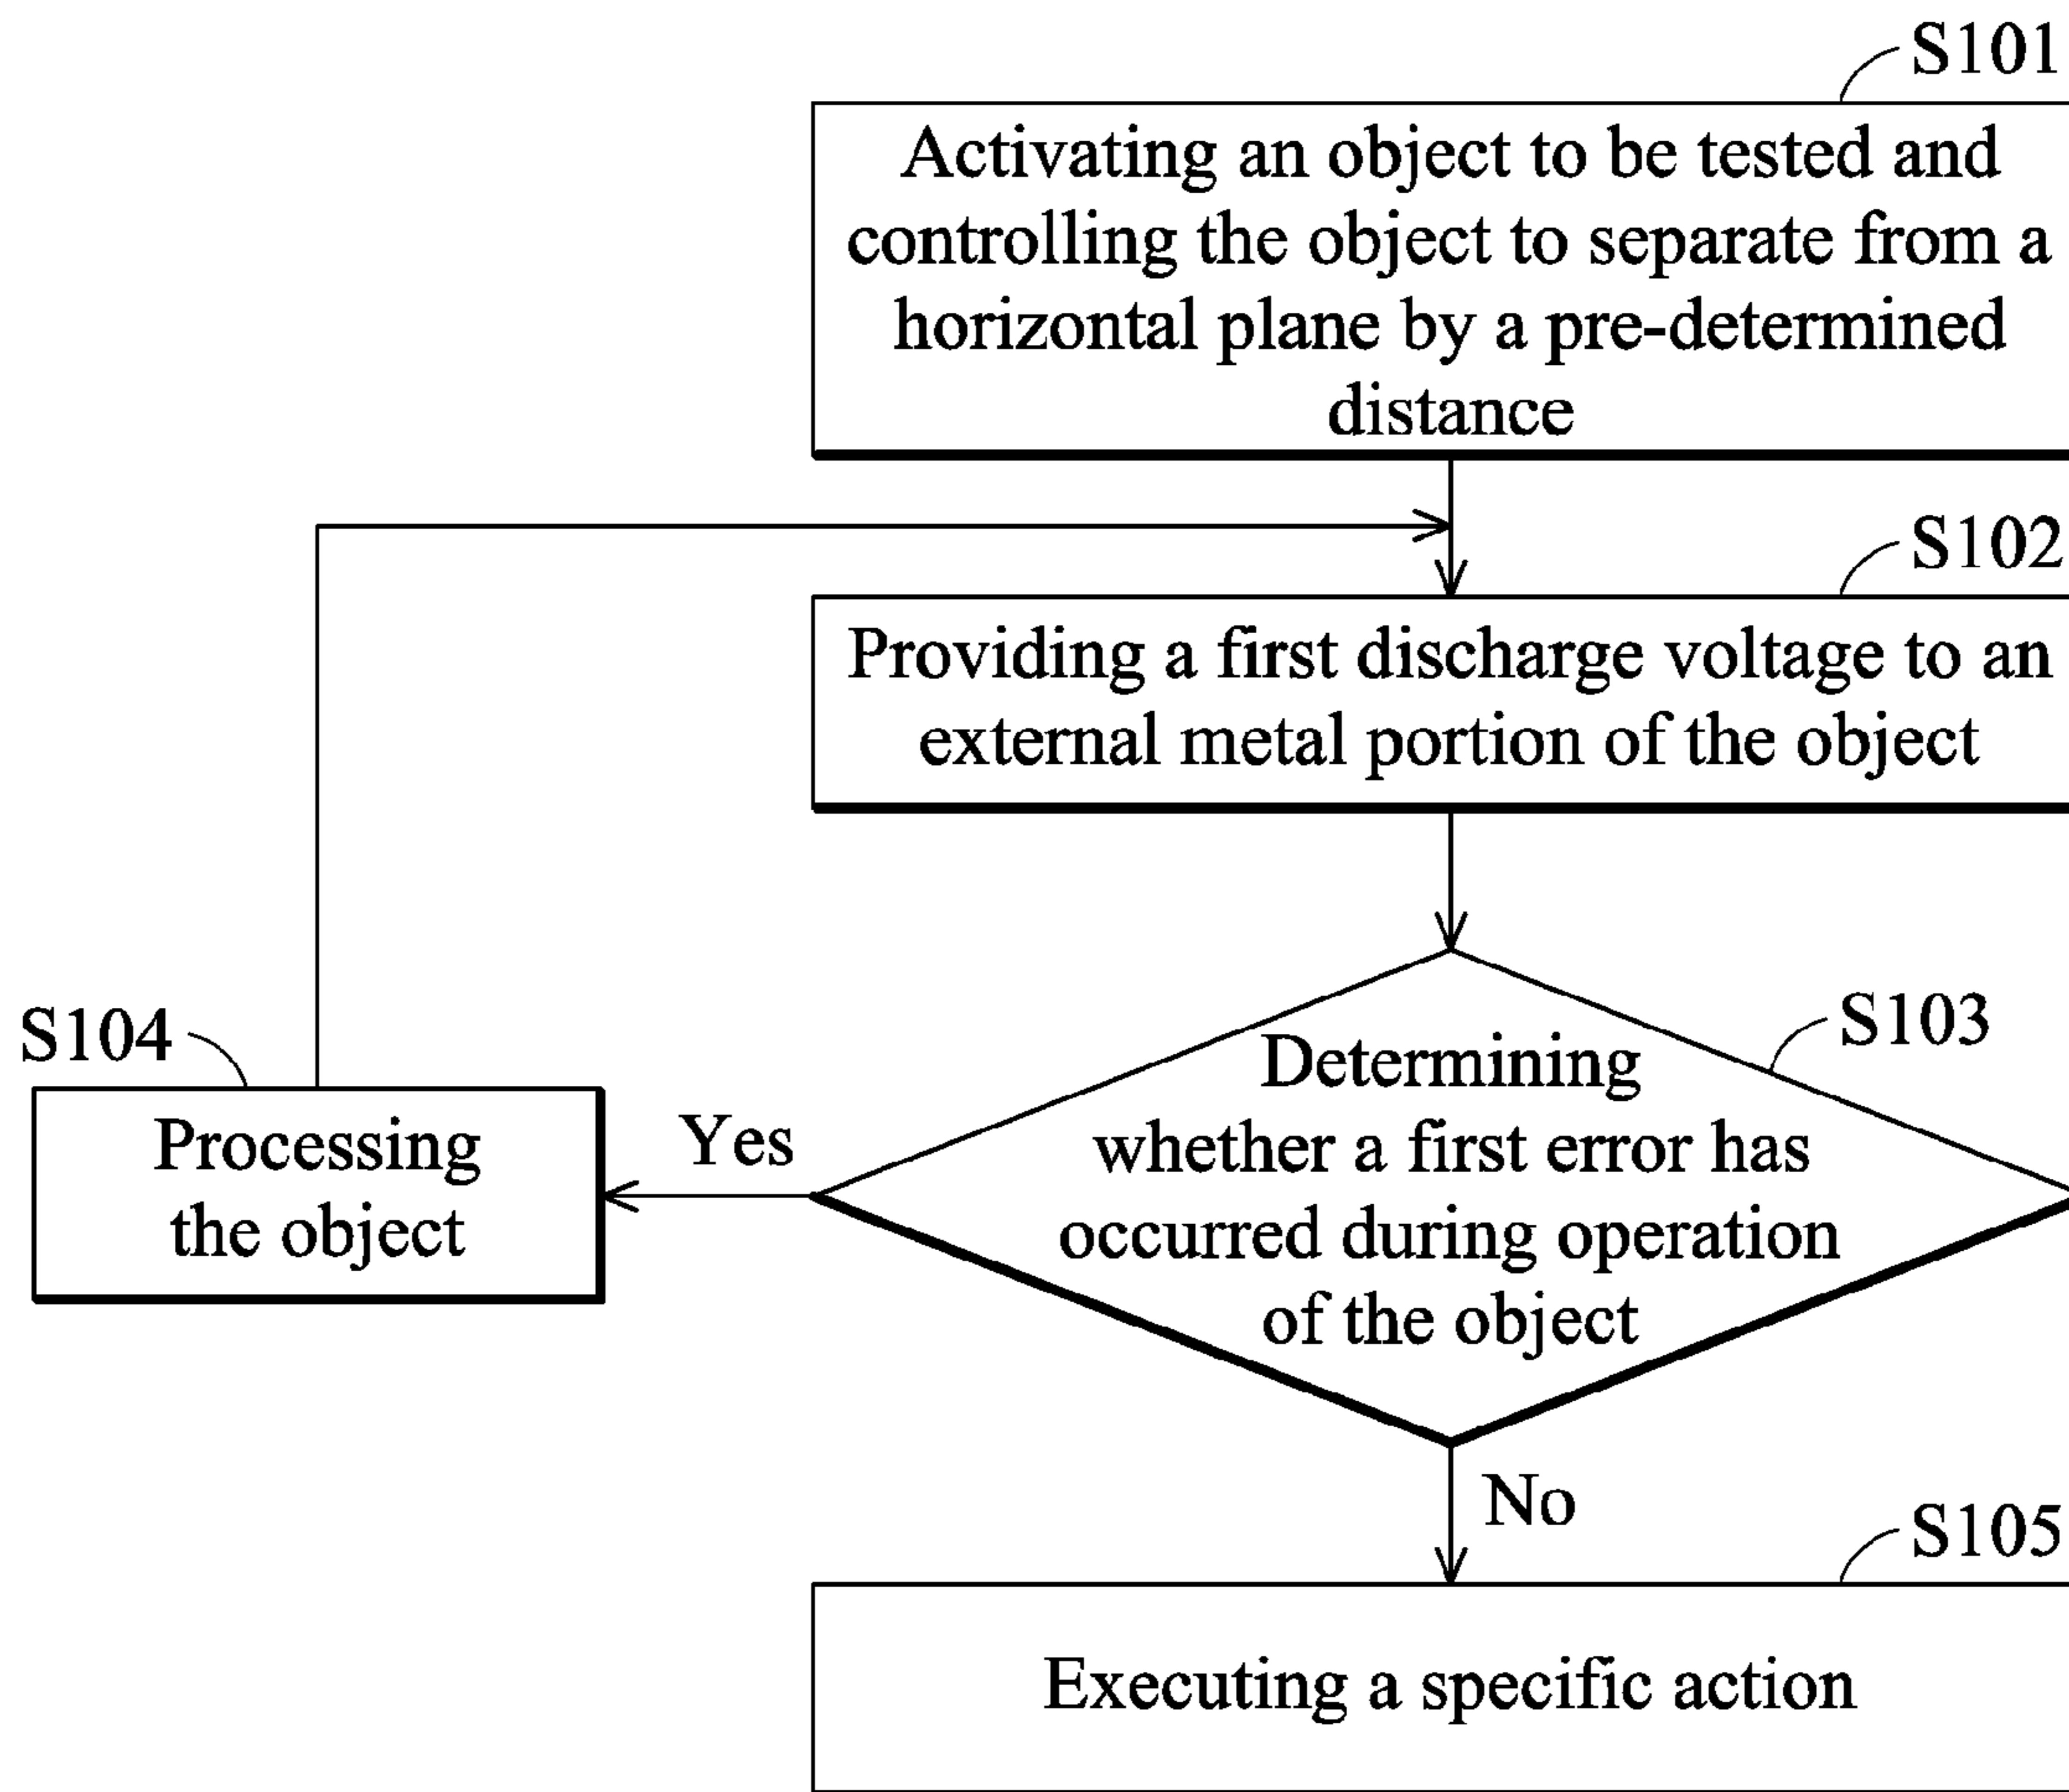 S101
Activating an object to be tested and
controlling the object to separate from a
horizontal plane by a pre-determined
distance
S102
Providing a first discharge voltage to an
external metal portion of the object
S103
Determining
whether a first error has
occurred during operation
of the object
S104
Processing
the object
Yes
No
S105
Executing a specific action